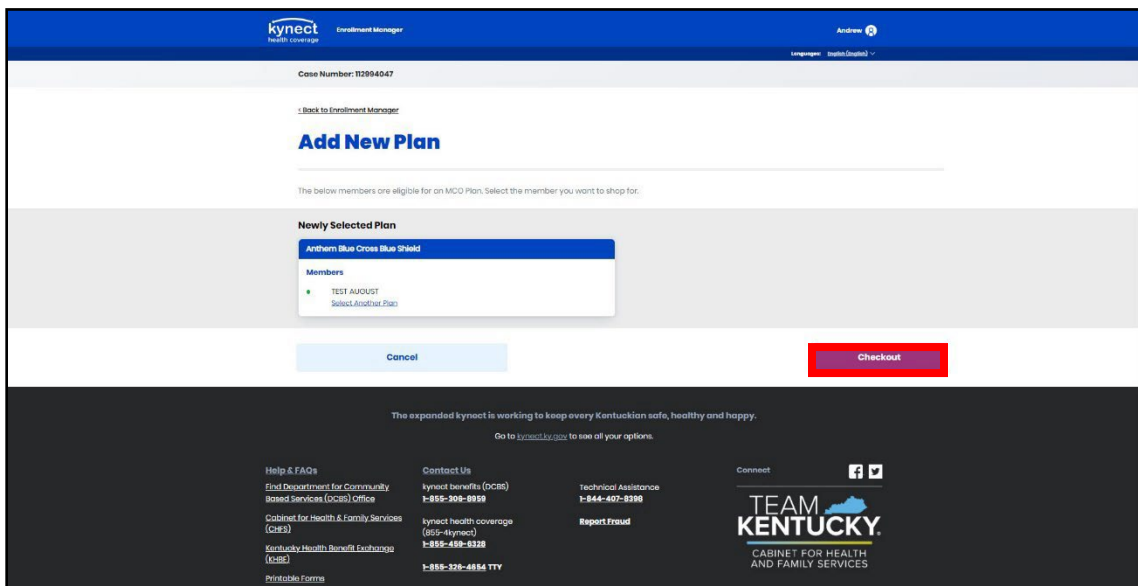 kynect
health coverage
Enrollment Manager
Andrew
Languages: English (English)
Case Number: 112994047
< Back to Enrollment Manager
Add New Plan
The below members are eligible for an MCO Plan. Select the member you want to shop for.
Newly Selected Plan
Anthem Blue Cross Blue Shield
Members
TEST AUGUST
Select Another Plan
Cancel
Checkout
The expanded kynect is working to keep every Kentuckian safe, healthy and happy.
Go to kynect.ky.gov to see all your options.
Help & FAQs
Find Department for Community
Based Services (DCBS) Office
Cabinet for Health & Family Services
(CHFS)
Kentucky Health Benefit Exchange
(KHBE)
Printable Forms
Contact Us
kynect benefits (DCBS)
1-855-306-8959
kynect health coverage
(855-4kynect)
1-855-459-6328
1-855-326-4654 TTY
Technical Assistance
1-844-407-8398
Report Fraud
Connect
TEAM
KENTUCKY.
CABINET FOR HEALTH
AND FAMILY SERVICES